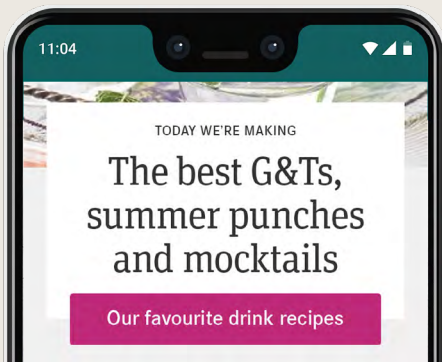 11:04
TODAY WE'RE MAKING
The best G&Ts,
summer punches
and mocktails
Our favourite drink recipes